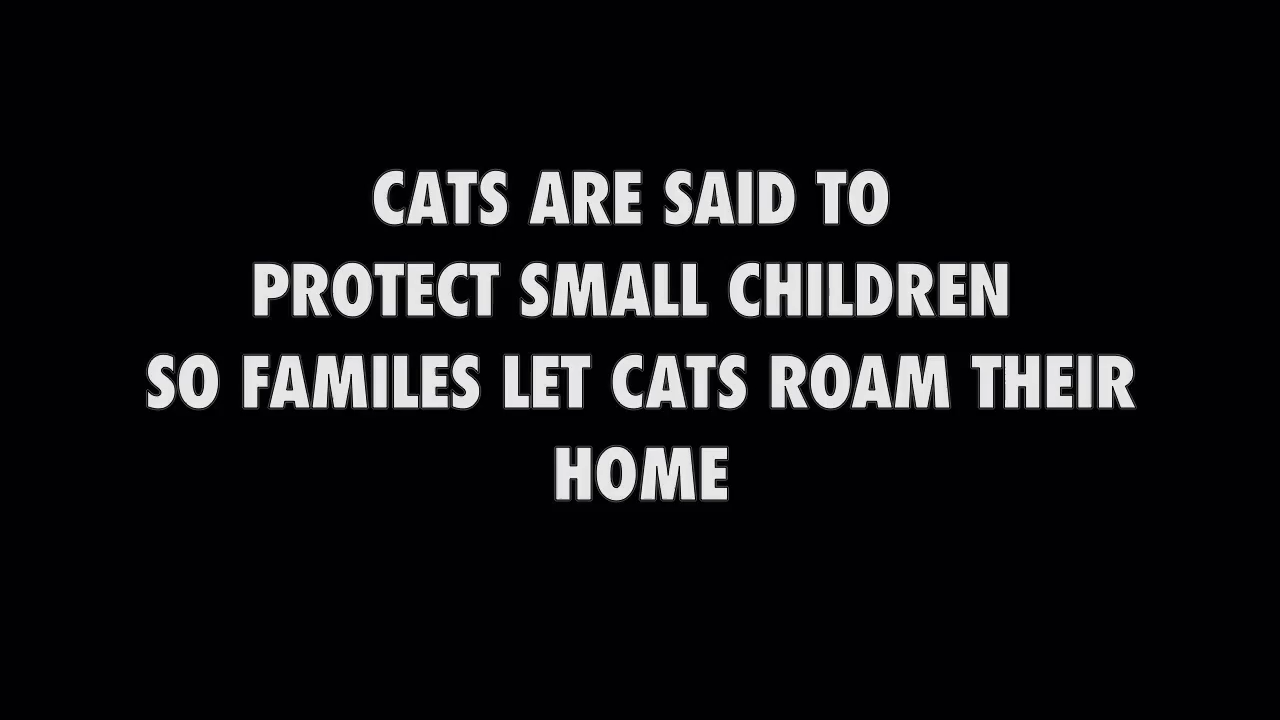 CATS ARE SAID TO
PROTECT SMALL CHILDREN
SO FAMILES LET CATS ROAM THEIR
HOME